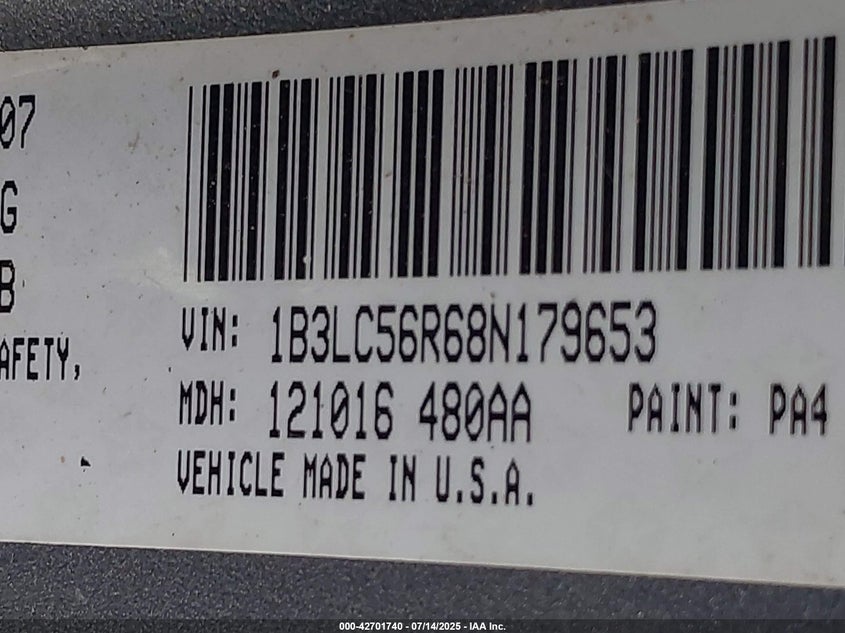 07
G
B
AFETY,
VIN: 1B3LC56R68N179653
MDH: 121016 480AA PAINT: PA4
VEHICLE MADE IN U.S.A.
000-42701740 - 07/14/2025 - IAA Inc.